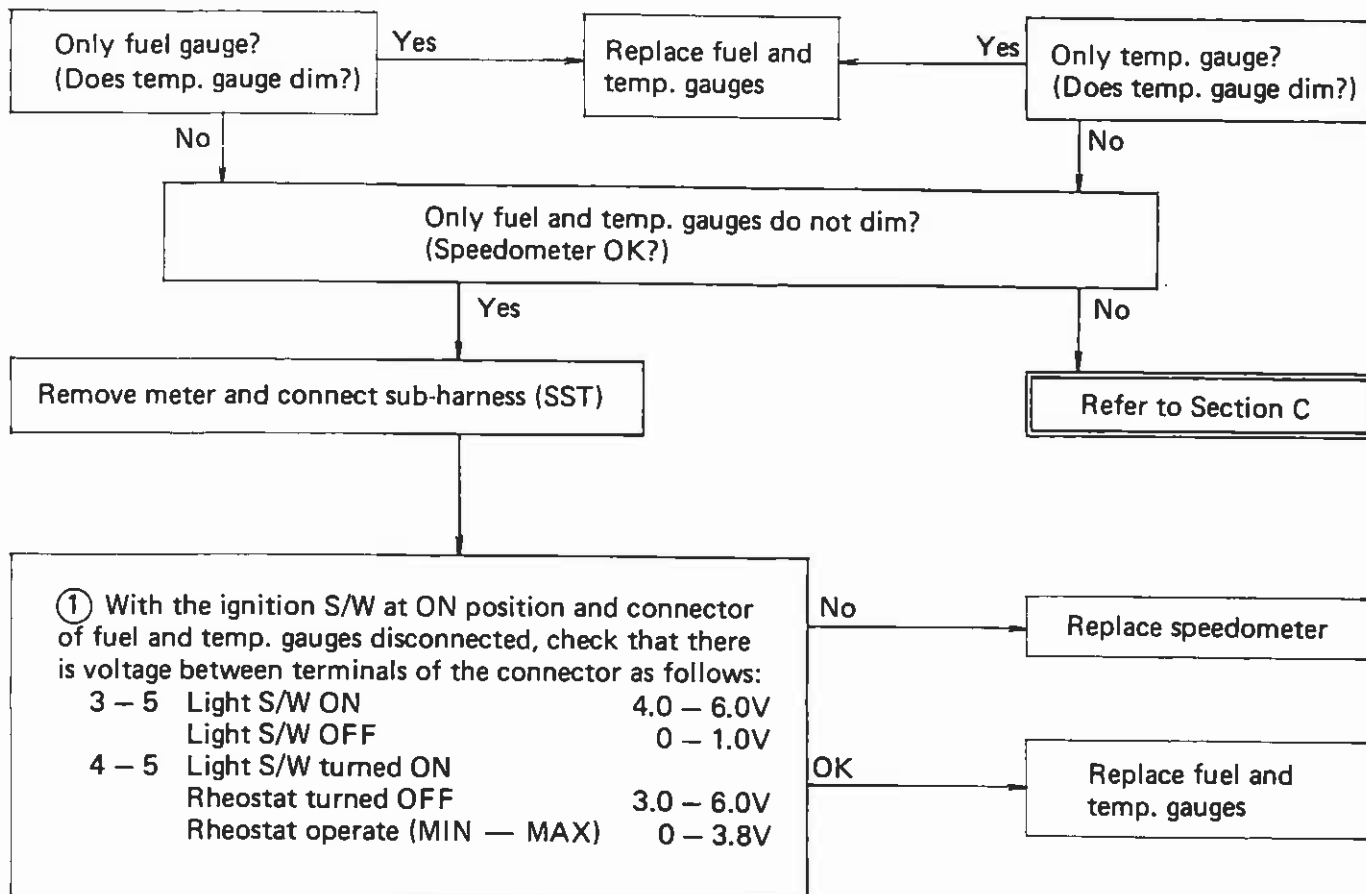 Only fuel gauge?
(Does temp. gauge dim?)
Yes
Replace fuel and
temp. gauges
Yes
Only temp. gauge?
(Does temp. gauge dim?)
No
No
Only fuel and temp. gauges do not dim?
(Speedometer OK?)
Yes
No
Remove meter and connect sub-harness (SST)
Refer to Section C
① With the ignition S/W at ON position and connector
of fuel and temp. gauges disconnected, check that there
is voltage between terminals of the connector as follows:
3 – 5 Light S/W ON 4.0 – 6.0V
Light S/W OFF 0 – 1.0V
4 – 5 Light S/W turned ON
Rheostat turned OFF 3.0 – 6.0V
Rheostat operate (MIN — MAX) 0 – 3.8V
No
Replace speedometer
OK
Replace fuel and
temp. gauges